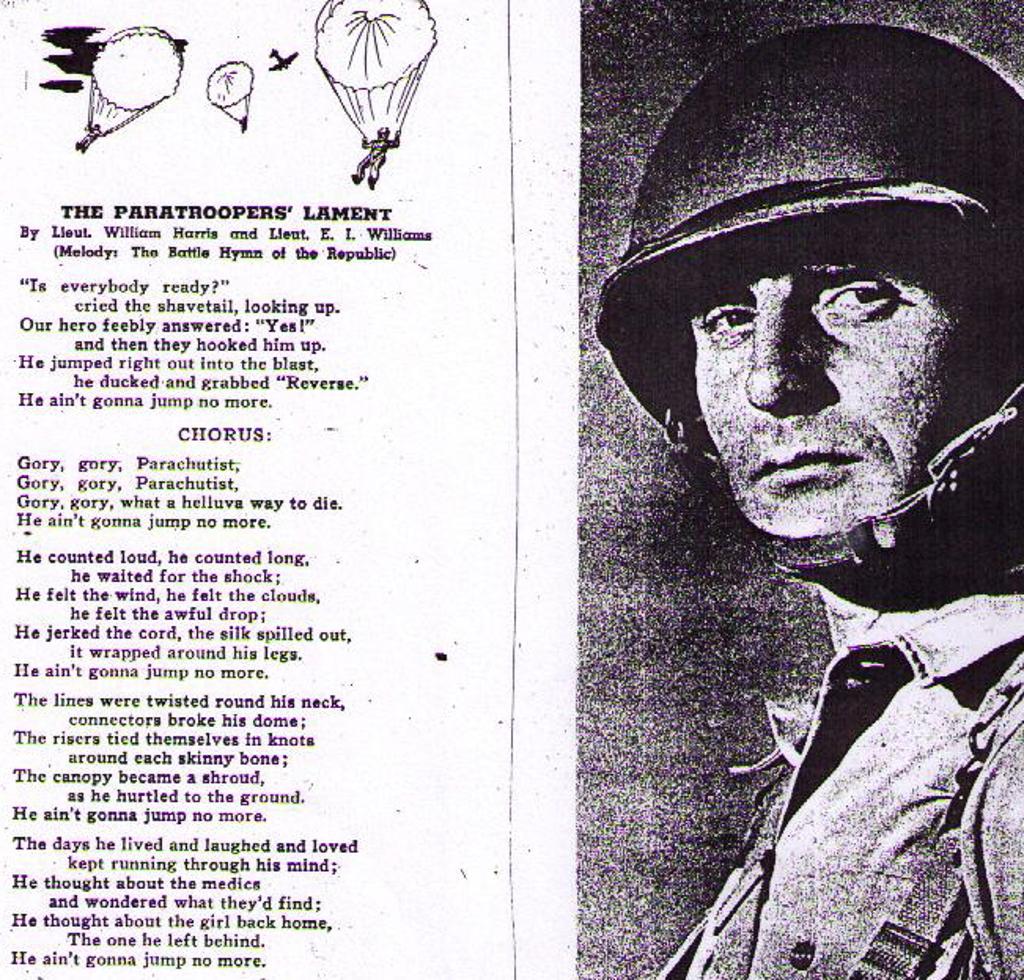 THE PARATROOPERS' LAMENT
By Lieut. William Harris and Lieut. E. I. Williams
(Melody: The Battle Hymn of the Republic)
"Is everybody ready?"
cried the shavetail, looking up.
Our hero feebly answered: "Yes!"
and then they hooked him up.
He jumped right out into the blast,
he ducked and grabbed "Reverse."
He ain't gonna jump no more.
CHORUS:
Gory, gory, Parachutist,
Gory, gory, Parachutist,
Gory, gory, what a helluva way to die.
He ain't gonna jump no more.
He counted loud, he counted long,
he waited for the shock;
He felt the wind, he felt the clouds,
he felt the awful drop;
He jerked the cord, the silk spilled out,
it wrapped around his legs.
He ain't gonna jump no more.
The lines were twisted round his neck,
connectors broke his dome;
The risers tied themselves in knots
around each skinny bone;
The canopy became a shroud,
as he hurtled to the ground.
He ain't gonna jump no more.
The days he lived and laughed and loved
kept running through his mind;
He thought about the medics
and wondered what they'd find;
He thought about the girl back home,
The one he left behind.
He ain't gonna jump no more.